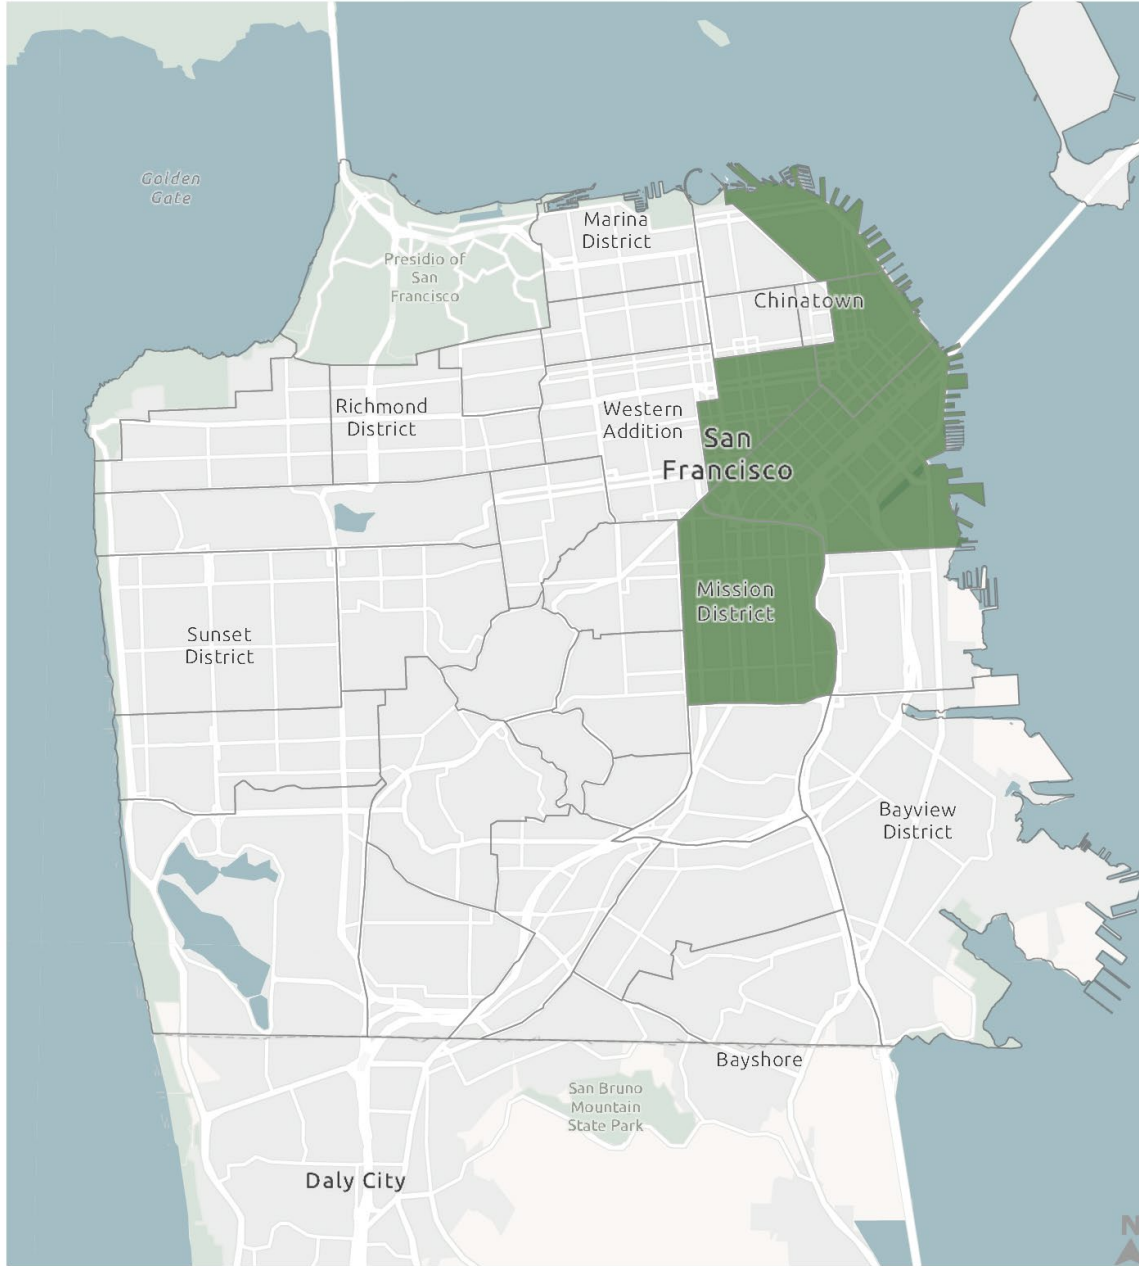 Golden
Gate
Marina
District
Presidio of
San
Francisco
Chinatown
Richmond
District
Western
Addition
San
Francisco
Mission
District
Sunset
District
Bayview
District
Bayshore
San Bruno
Mountain
State Park
Daly City
N